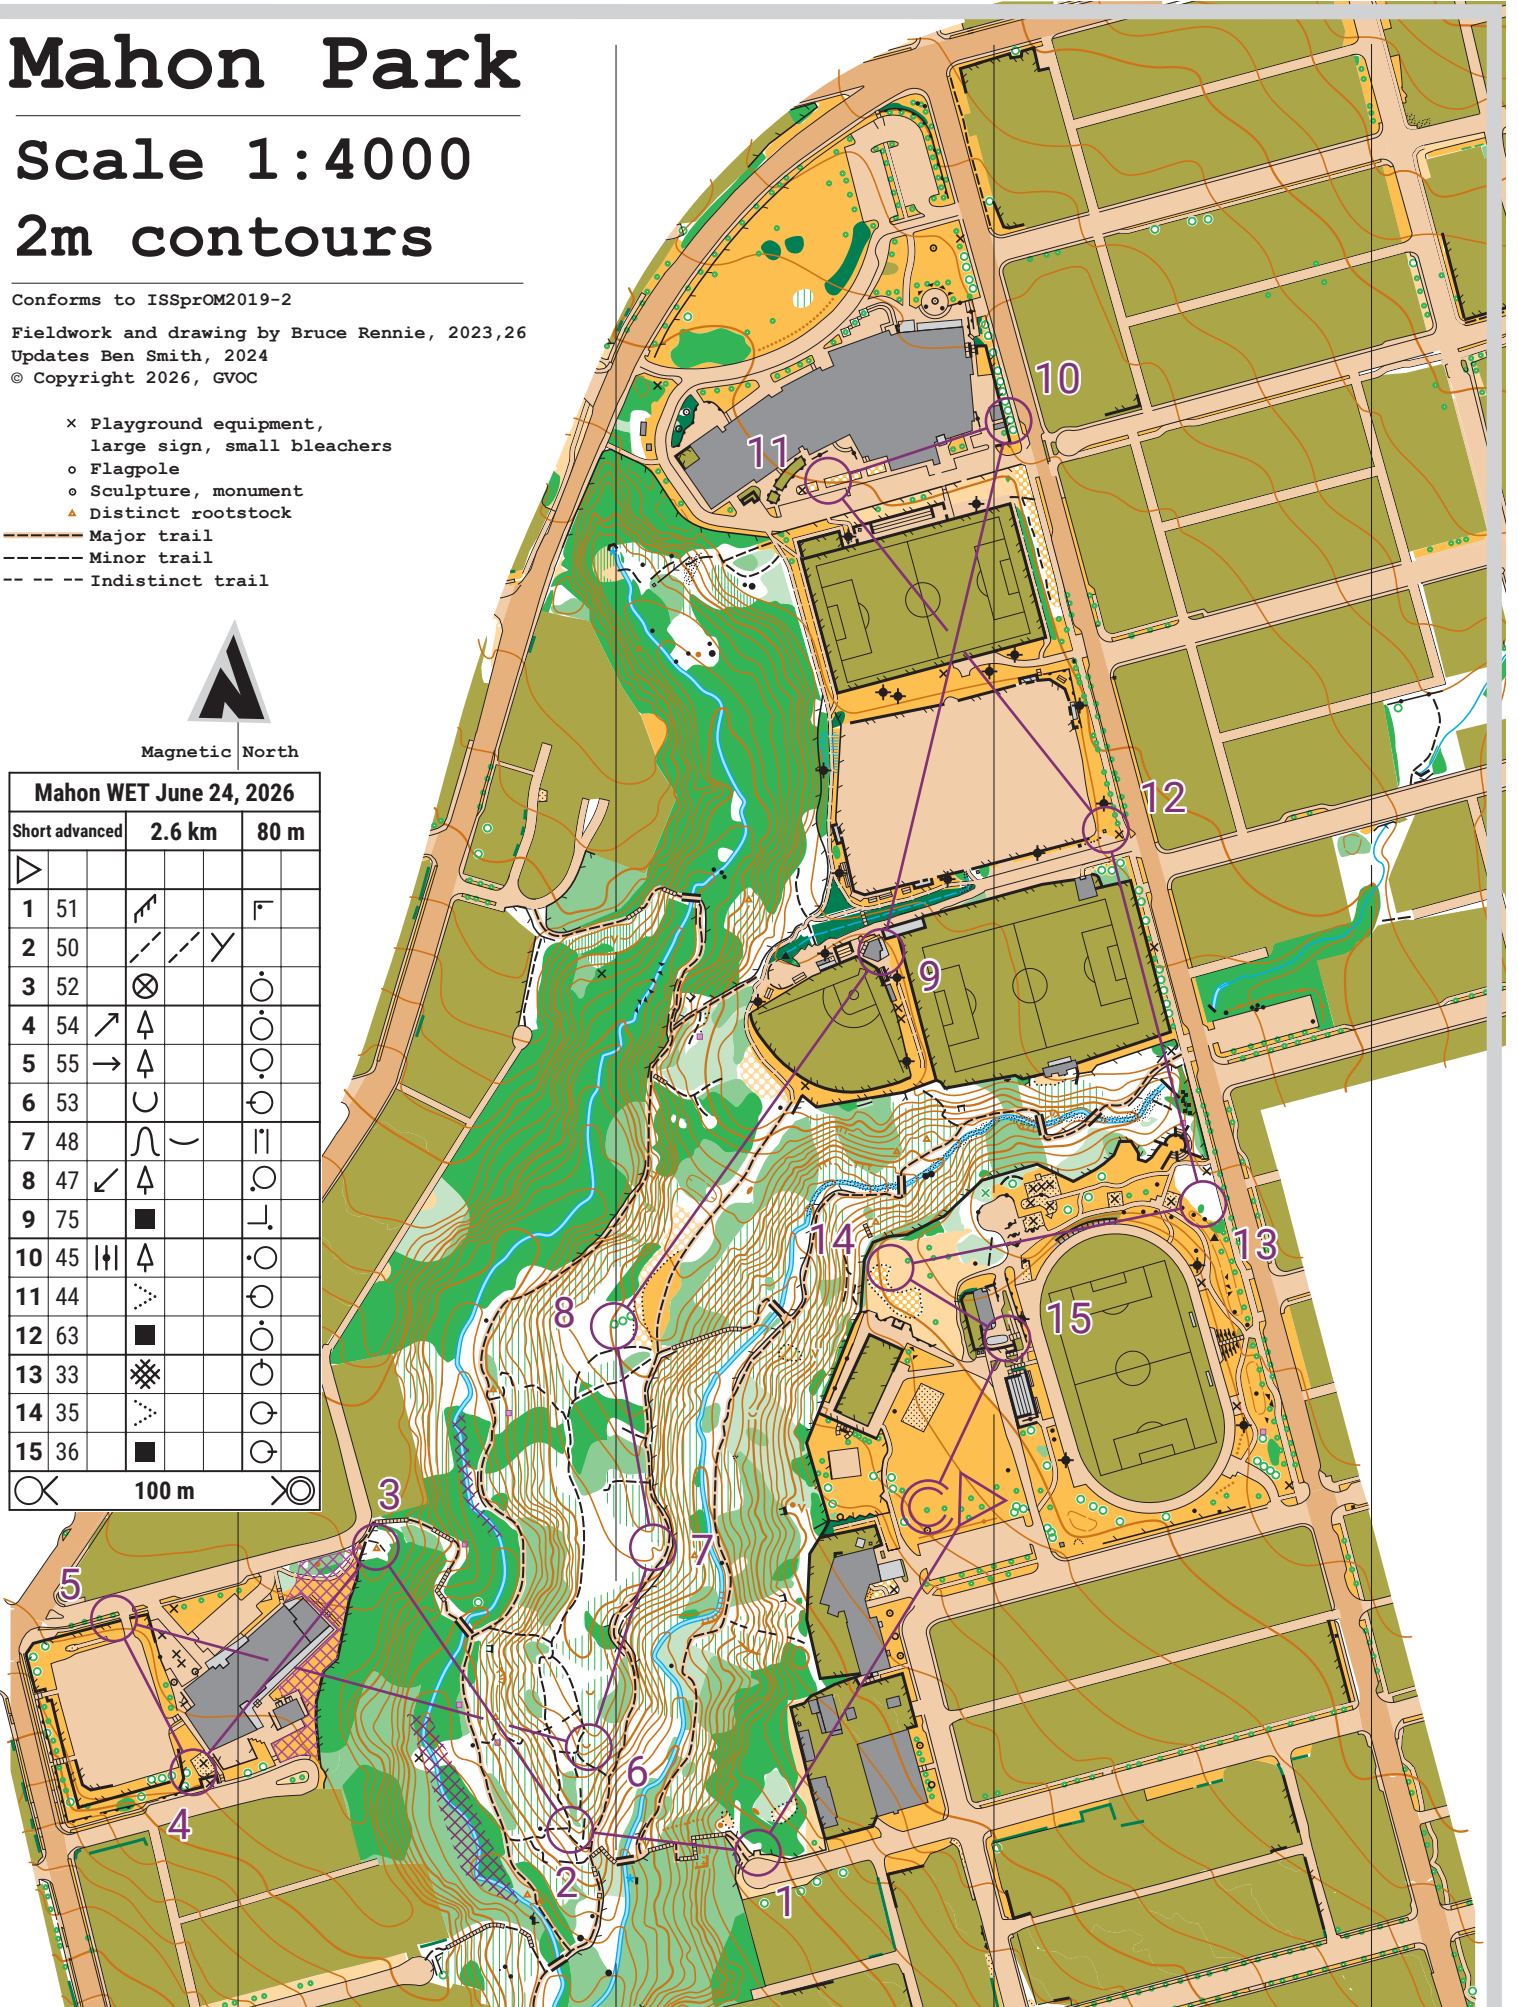 Mahon Park
Scale 1:4000
2m contours
Conforms to ISSprOM2019-2
Fieldwork and drawing by Bruce Rennie, 2023,26
Updates Ben Smith, 2024
© Copyright 2026, GVOC
Playground equipment,
large sign, small bleachers
Flagpole
Sculpture, monument
Distinct rootstock
Major trail
Minor trail
Indistinct trail
N
Magnetic North
Mahon WET June 24, 2026
Short advanced 2.6 km 80 m
1 51
2 50
3 52
4 54
5 55
6 53
7 48
8 47
9 75
10 45
11 44
12 63
13 33
14 35
15 36
100 m
10
11
12
9
14
13
8
15
3
7
5
6
4
2
1